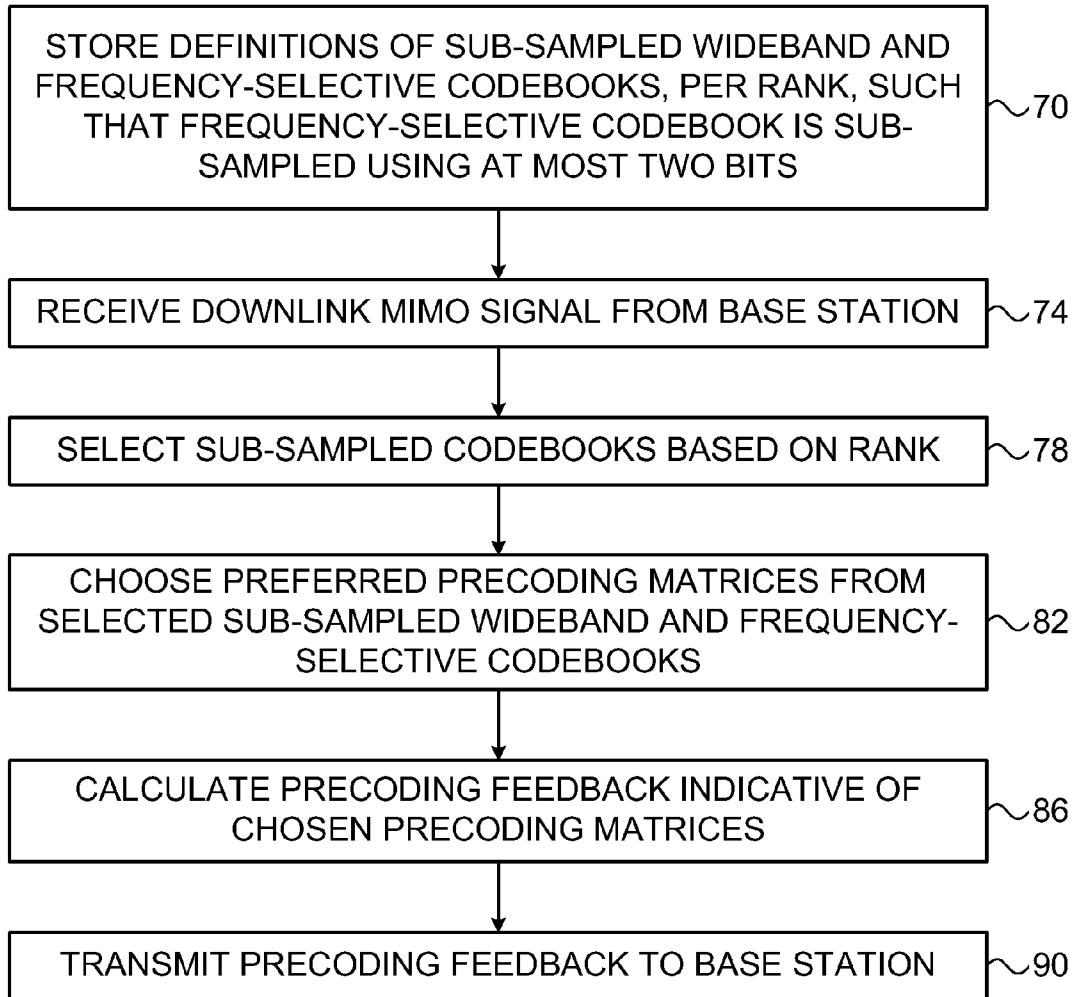 STORE DEFINITIONS OF SUB-SAMPLED WIDEBAND AND
FREQUENCY-SELECTIVE CODEBOOKS, PER RANK, SUCH
THAT FREQUENCY-SELECTIVE CODEBOOK IS SUB-
SAMPLED USING AT MOST TWO BITS
70
RECEIVE DOWNLINK MIMO SIGNAL FROM BASE STATION
74
SELECT SUB-SAMPLED CODEBOOKS BASED ON RANK
78
CHOOSE PREFERRED PRECODING MATRICES FROM
SELECTED SUB-SAMPLED WIDEBAND AND FREQUENCY-
SELECTIVE CODEBOOKS
82
CALCULATE PRECODING FEEDBACK INDICATIVE OF
CHOSEN PRECODING MATRICES
86
TRANSMIT PRECODING FEEDBACK TO BASE STATION
90